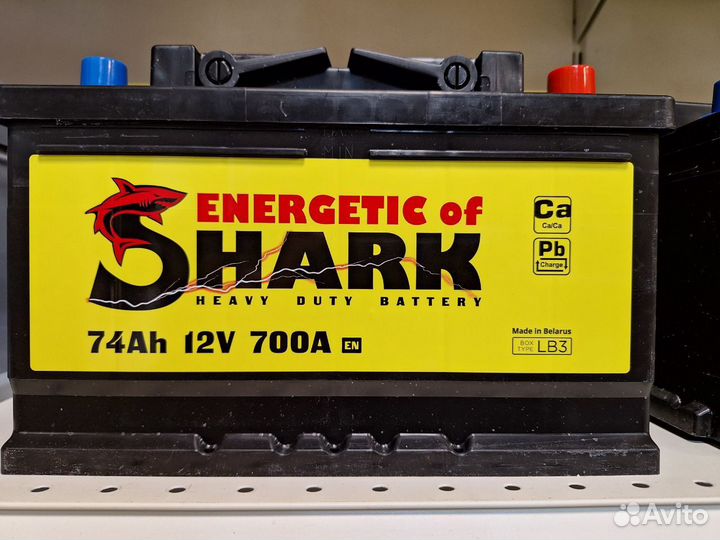 MIN
ENERGETIC of
SHARK
HEAVY DUTY BATTERY
74Ah 12V 700A EN
Ca
Ca/Ca
Pb
Charge
Made in Belarus
BOX TYPE LB3
Avito